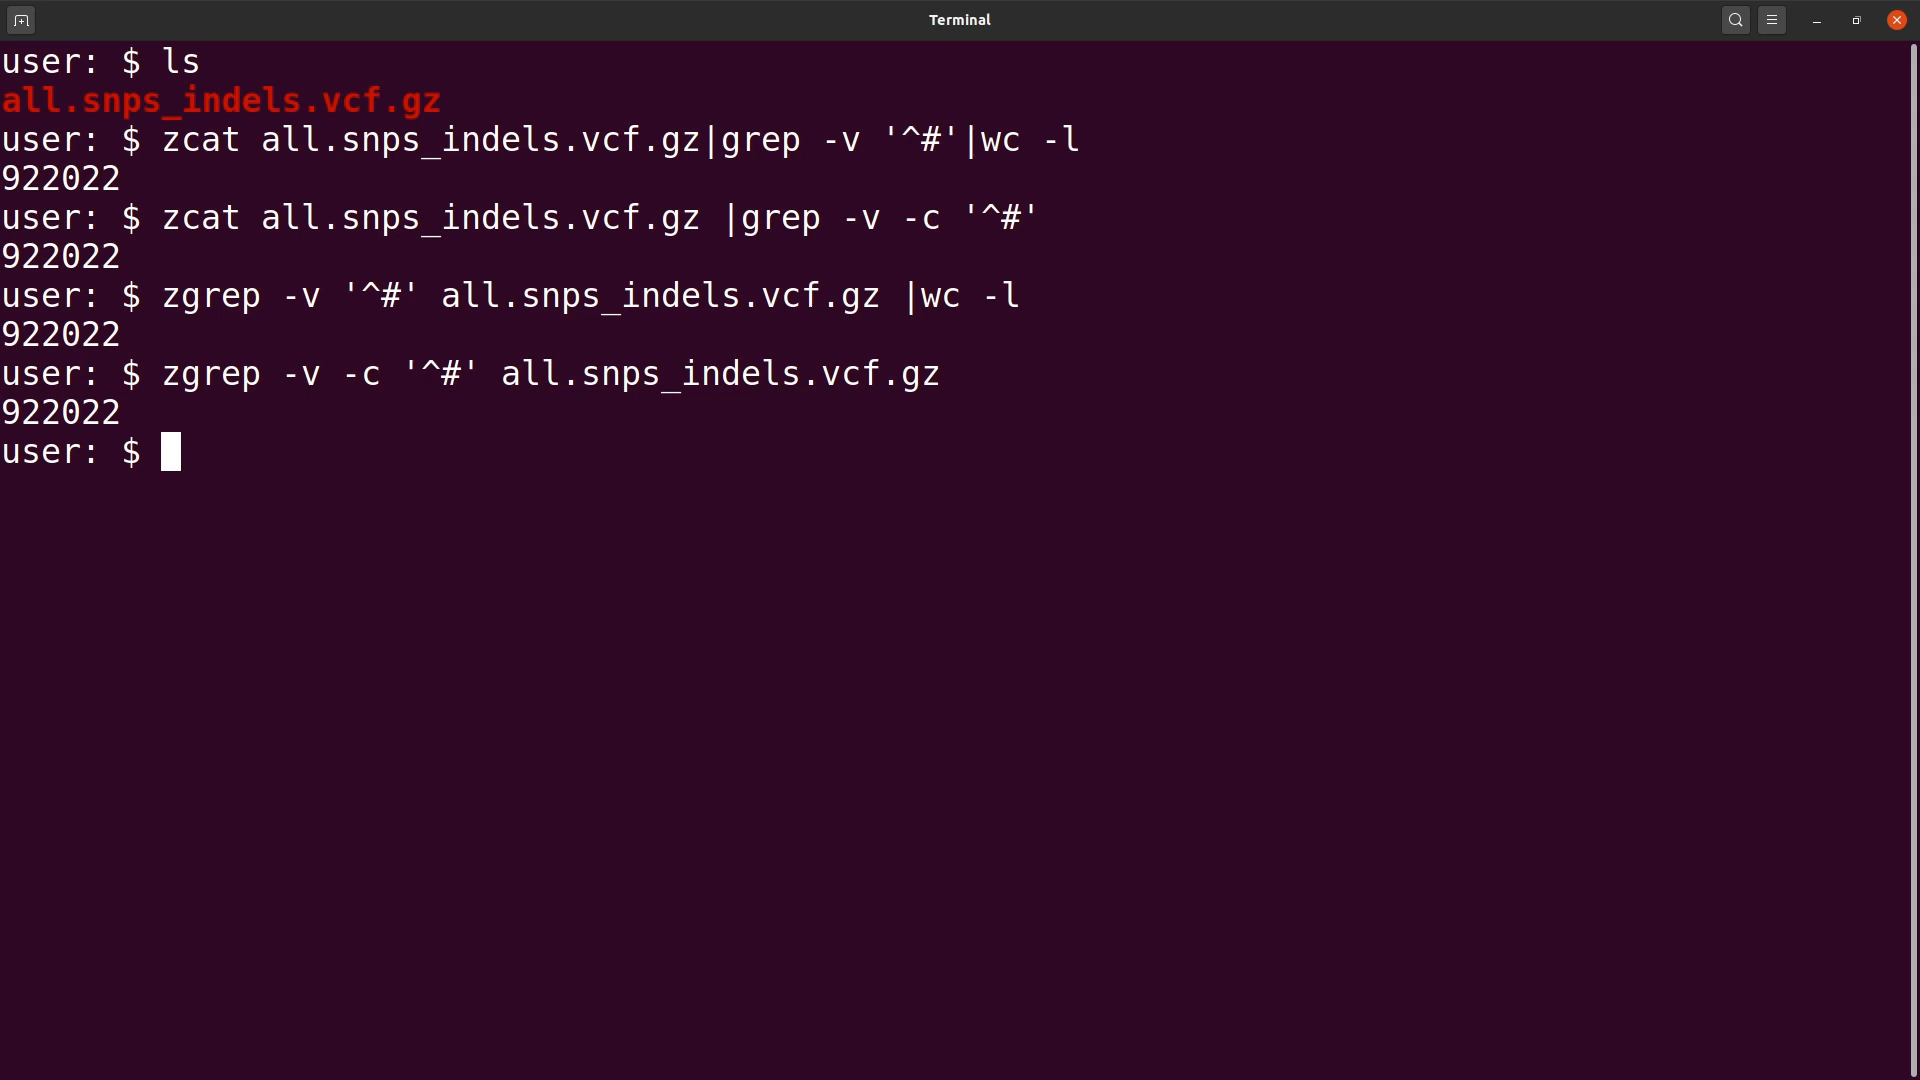 Terminal
user: $ ls
all.snps_indels.vcf.gz
user: $ zcat all.snps_indels.vcf.gz|grep -v '^#'|wc -l
922022
user: $ zcat all.snps_indels.vcf.gz |grep -v -c '^#'
922022
user: $ zgrep -v '^#' all.snps_indels.vcf.gz |wc -l
922022
user: $ zgrep -v -c '^#' all.snps_indels.vcf.gz
922022
user: $